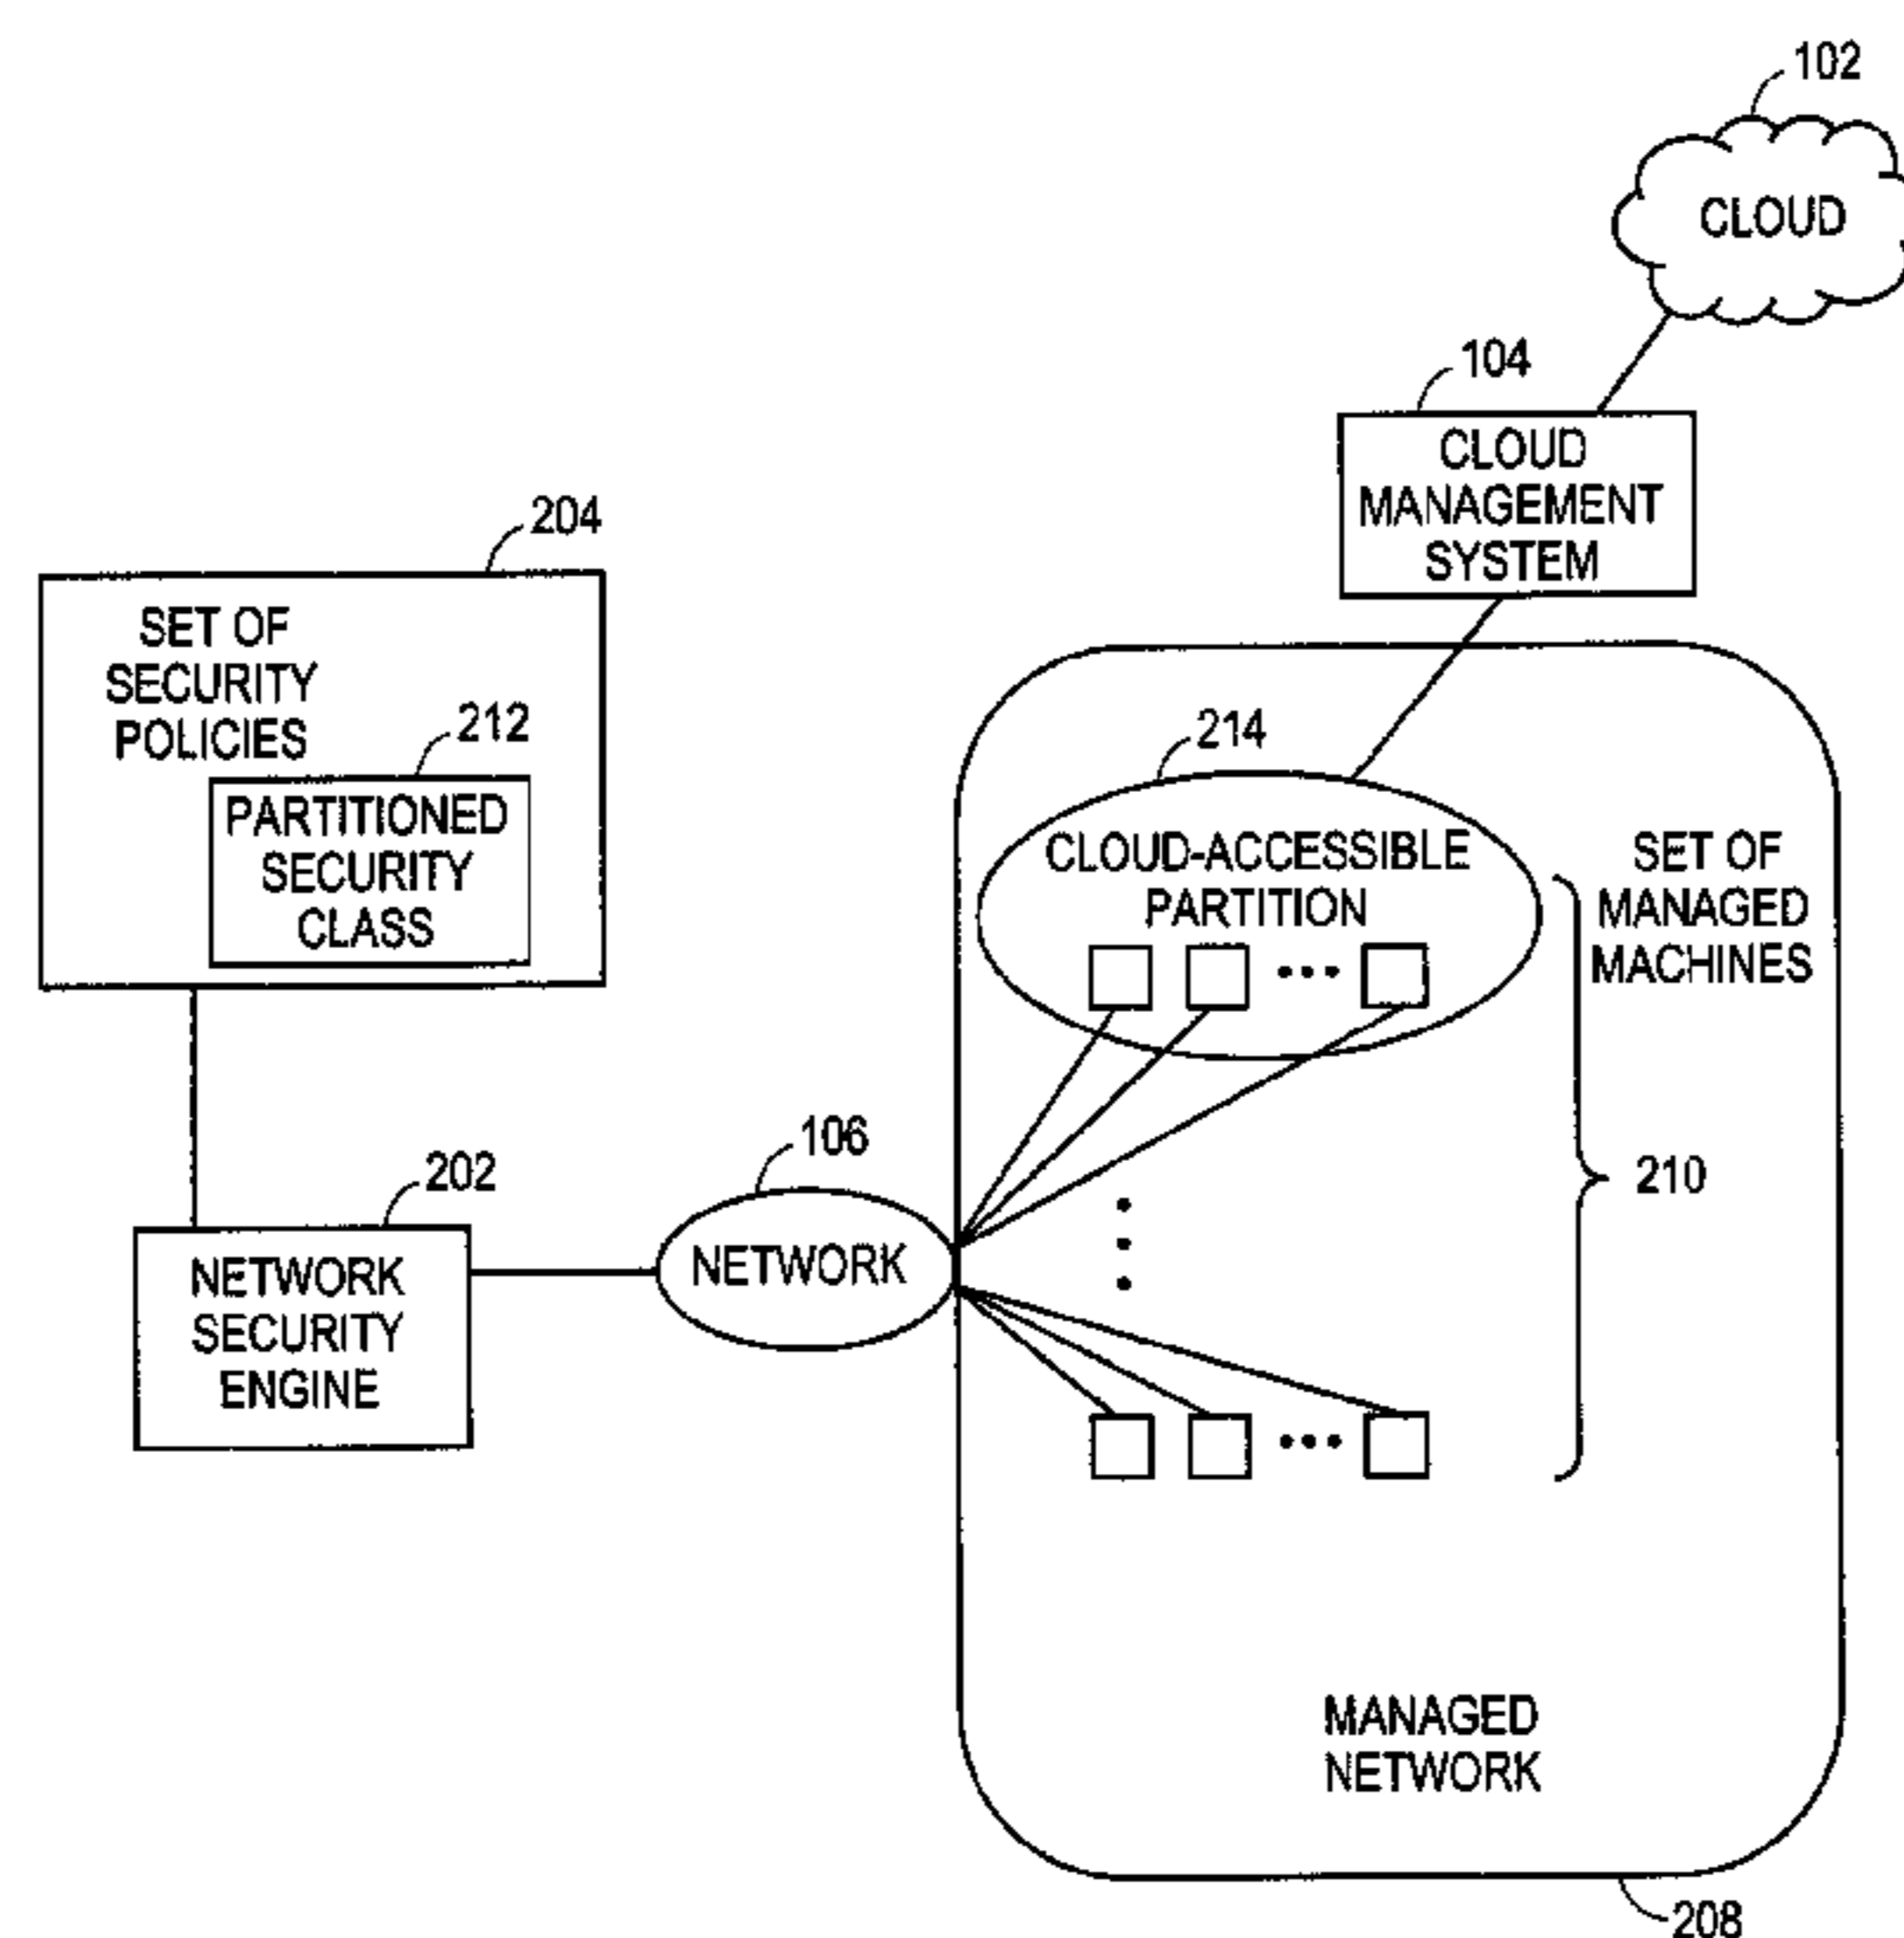 102
CLOUD
104
CLOUD
MANAGEMENT
SYSTEM
204
SET OF
SECURITY
POLICIES
212
PARTITIONED
SECURITY
CLASS
214
CLOUD-ACCESSIBLE
PARTITION
SET OF
MANAGED
MACHINES
210
106
NETWORK
202
NETWORK
SECURITY
ENGINE
MANAGED
NETWORK
208